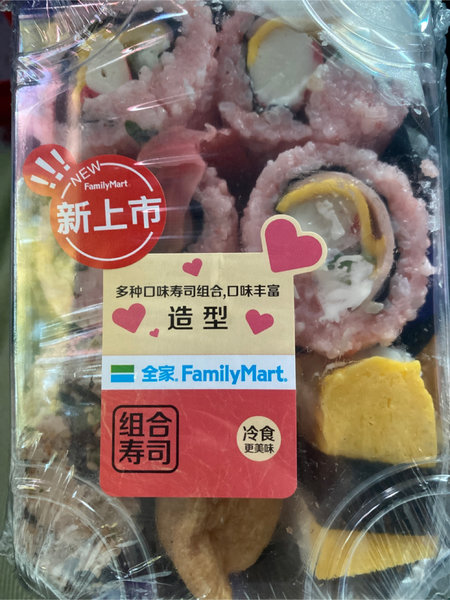 NEW
FamilyMart
新上市
多种口味寿司组合,口味丰富
造型
全家® FamilyMart®
组合
寿司
冷食
更美味